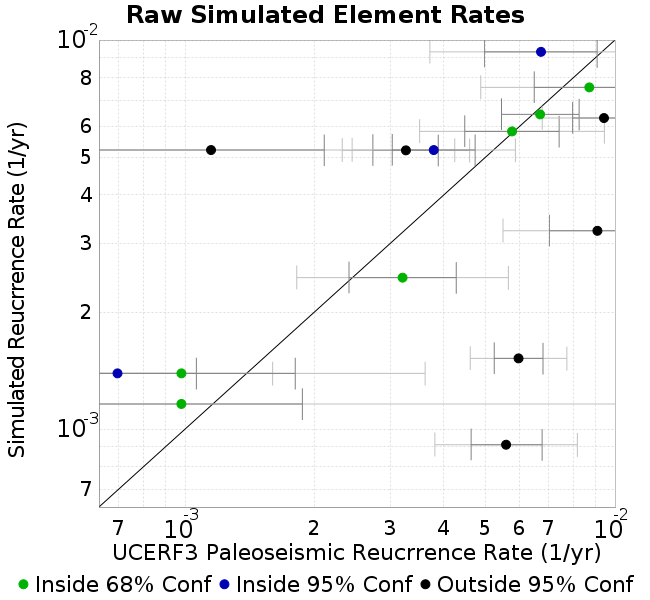 Raw Simulated Element Rates
10-2
8
6
5
4
3
2
10-3
7
Simulated Reucrrence Rate (1/yr)
7 10-3 2 3 4 5 6 7 10-2
UCERF3 Paleoseismic Reucrrence Rate (1/yr)
Inside 68% Conf Inside 95% Conf Outside 95% Conf